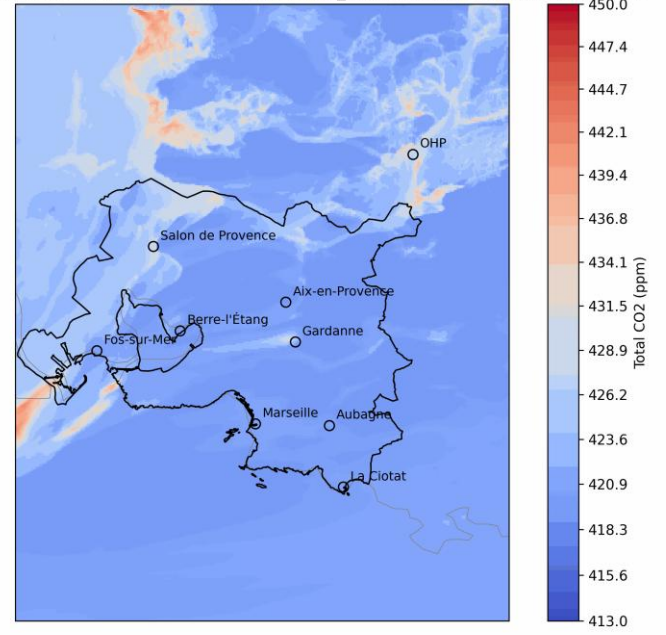 OHP
Salon de Provence
Aix-en-Provence
Berre-l'Étang
Gardanne
Fos-sur-Mer
Marseille
Aubagne
La Ciotat
450.0
447.4
444.7
442.1
439.4
436.8
434.1
431.5
428.9
426.2
423.6
420.9
418.3
415.6
413.0
Total CO2 (ppm)